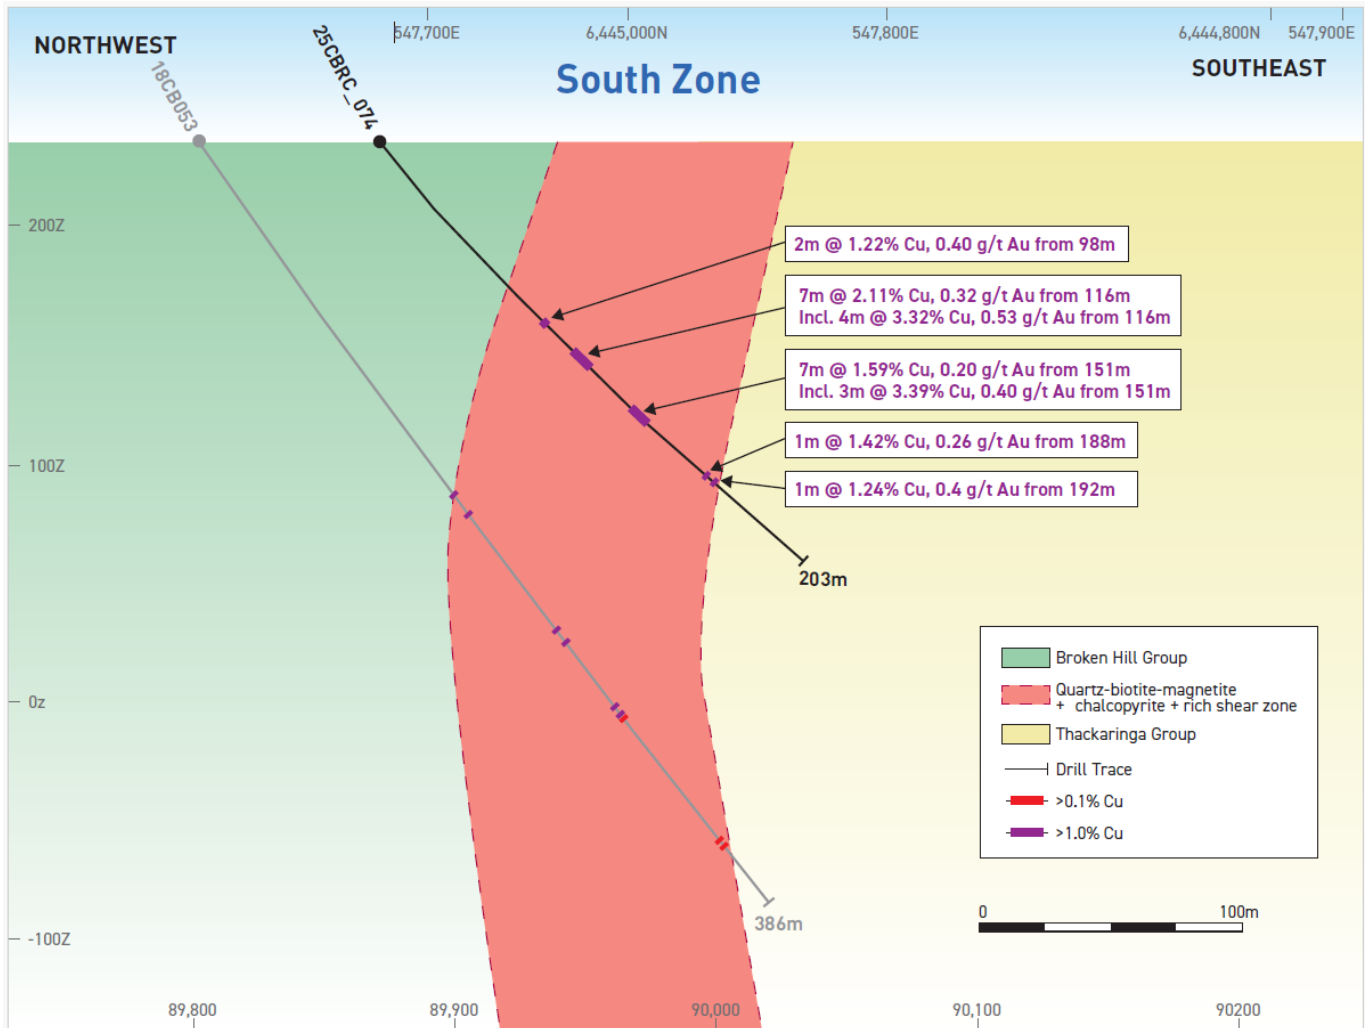 547,700E
6,445,000N
547,800E
6,444,800N
547,900E
NORTHWEST
SOUTHEAST
South Zone
18CB053
25CBRC_074
200Z
100Z
0z
-100Z
2m @ 1.22% Cu, 0.40 g/t Au from 98m
7m @ 2.11% Cu, 0.32 g/t Au from 116m
Incl. 4m @ 3.32% Cu, 0.53 g/t Au from 116m
7m @ 1.59% Cu, 0.20 g/t Au from 151m
Incl. 3m @ 3.39% Cu, 0.40 g/t Au from 151m
1m @ 1.42% Cu, 0.26 g/t Au from 188m
1m @ 1.24% Cu, 0.4 g/t Au from 192m
203m
386m
Broken Hill Group
Quartz-biotite-magnetite
+ chalcopyrite + rich shear zone
Thackaringa Group
Drill Trace
>0.1% Cu
>1.0% Cu
0
100m
89,800
89,900
90,000
90,100
90200